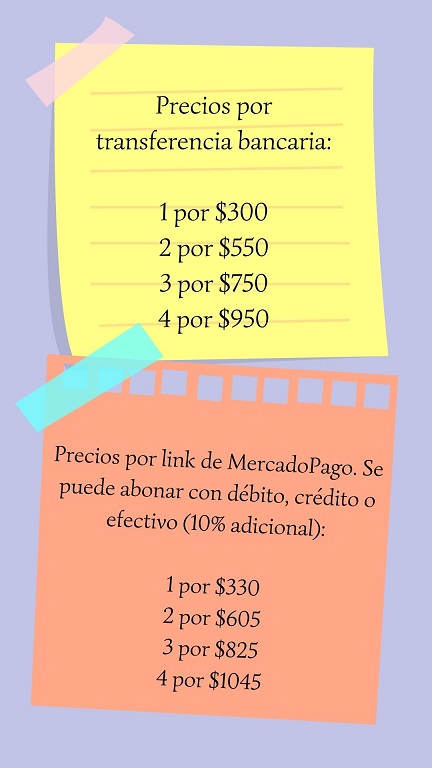 Precios por
transferencia bancaria:
1 por $300
2 por $550
3 por $750
4 por $950
Precios por link de MercadoPago. Se
puede abonar con débito, crédito o
efectivo (10% adicional):
1 por $330
2 por $605
3 por $825
4 por $1045